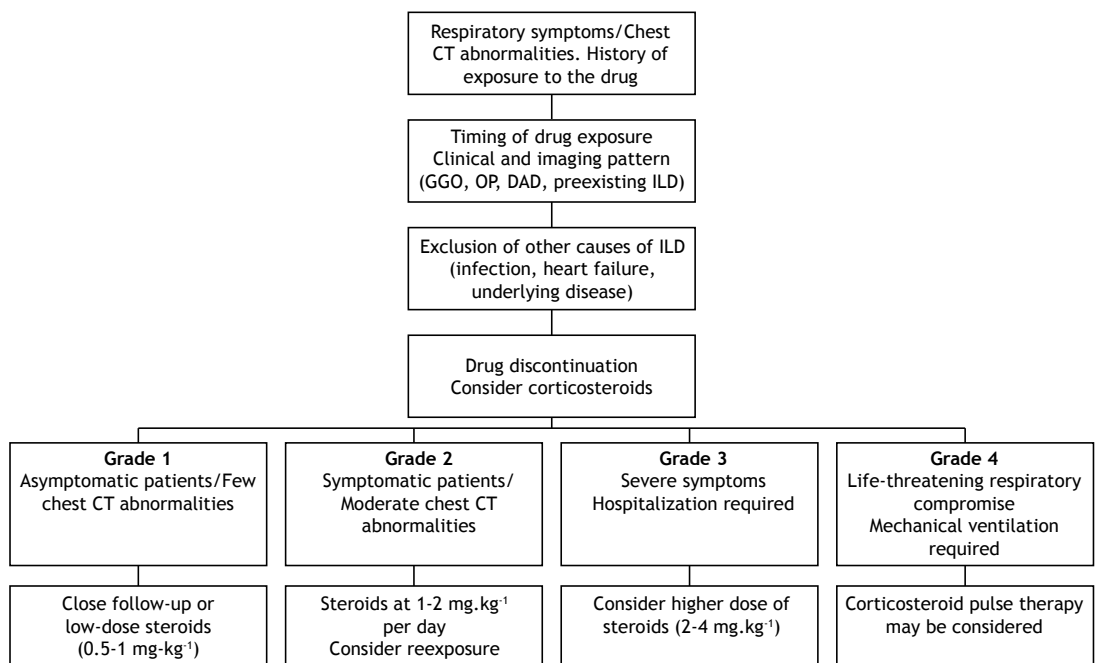 Respiratory symptoms/Chest
CT abnormalities. History of
exposure to the drug
Timing of drug exposure
Clinical and imaging pattern
(GGO, OP, DAD, preexisting ILD)
Exclusion of other causes of ILD
(infection, heart failure,
underlying disease)
Drug discontinuation
Consider corticosteroids
Grade 1
Asymptomatic patients/Few
chest CT abnormalities
Grade 2
Symptomatic patients/
Moderate chest CT
abnormalities
Grade 3
Severe symptoms
Hospitalization required
Grade 4
Life-threatening respiratory
compromise
Mechanical ventilation
required
Close follow-up or
low-dose steroids
(0.5-1 mg-kg⁻¹)
Steroids at 1-2 mg.kg⁻¹
per day
Consider reexposure
Consider higher dose of
steroids (2-4 mg.kg⁻¹)
Corticosteroid pulse therapy
may be considered